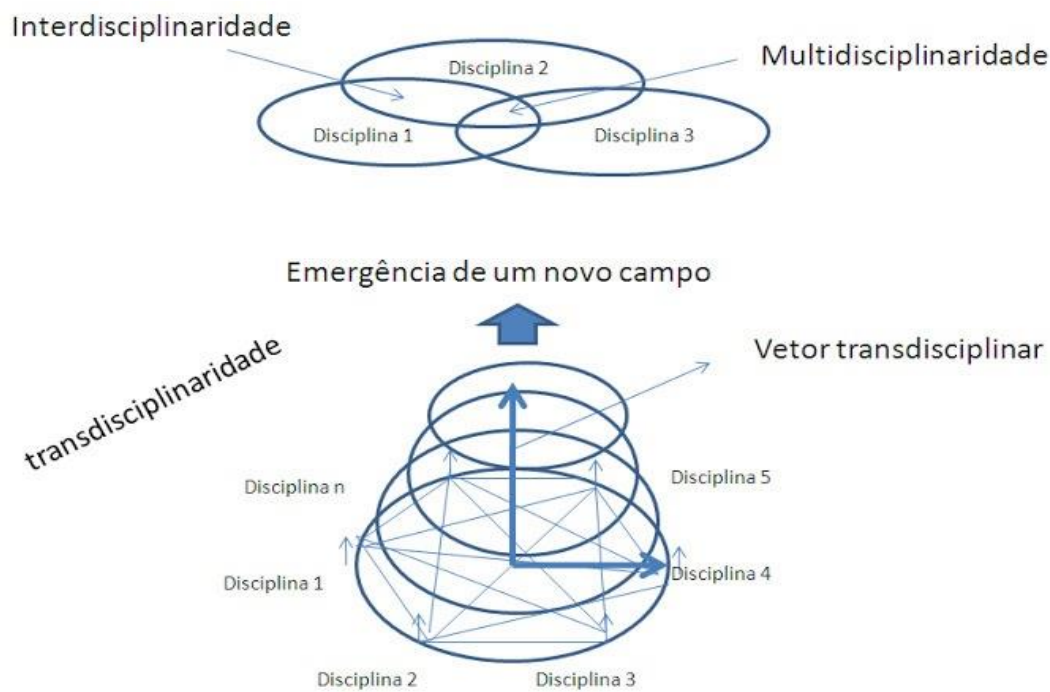 Interdisciplinaridade
Multidisciplinaridade
Disciplina 2
Disciplina 1
Disciplina 3
Emergência de um novo campo
transdisciplinaridade
Vetor transdisciplinar
Disciplina n
Disciplina 5
Disciplina 1
Disciplina 4
Disciplina 2
Disciplina 3